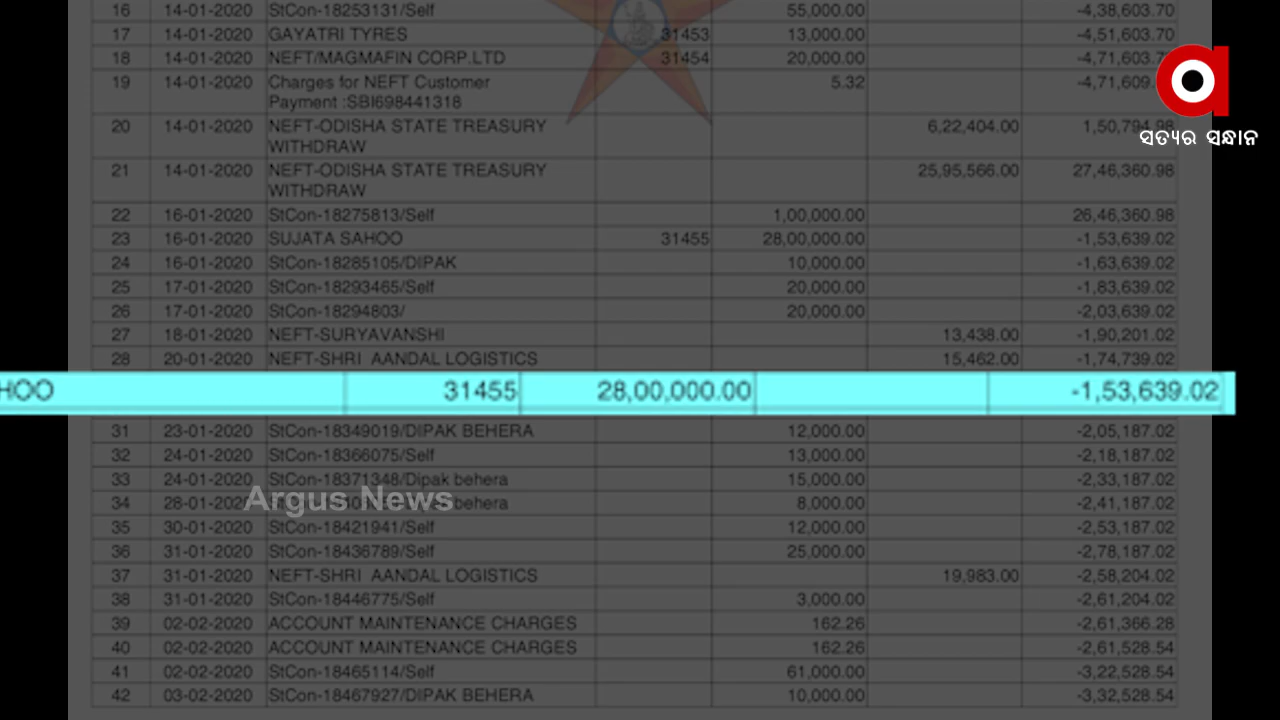 16 14-01-2020 StCon-18253131/Self 55,000.00 -4,38,603.70
17 14-01-2020 GAYATRI TYRES 31453 13,000.00 -4,51,603.70
18 14-01-2020 NEFT/MAGMAFIN CORP.LTD 31454 20,000.00 -4,71,603.70
19 14-01-2020 Charges for NEFT Customer 5.32 -4,71,609.
Payment :SBI698441318
20 14-01-2020 NEFT-ODISHA STATE TREASURY 6,22,404.00 1,50,794.98
WITHDRAW
ସତ୍ୟର ସନ୍ଧାନ
21 14-01-2020 NEFT-ODISHA STATE TREASURY 25,95,566.00 27,46,360.98
WITHDRAW
22 16-01-2020 StCon-18275813/Self 1,00,000.00 26,46,360.98
23 16-01-2020 SUJATA SAHOO 31455 28,00,000.00 -1,53,639.02
24 16-01-2020 StCon-18285105/DIPAK 10,000.00 -1,63,639.02
25 17-01-2020 StCon-18293465/Self 20,000.00 -1,83,639.02
26 17-01-2020 StCon-18294803/ 20,000.00 -2,03,639.02
27 18-01-2020 NEFT-SURYAVANSHI 13,438.00 -1,90,201.02
28 20-01-2020 NEFT-SHRI AANDAL LOGISTICS 15,462.00 -1,74,739.02
HOO 31455 28,00,000.00 -1,53,639.02
31 23-01-2020 StCon-18349019/DIPAK BEHERA 12,000.00 -2,05,187.02
32 24-01-2020 StCon-18366075/Self 13,000.00 -2,18,187.02
33 24-01-2020 StCon-18371348/Dipak behera 15,000.00 -2,33,187.02
Argus News
34 28-01-2020 behera 8,000.00 -2,41,187.02
35 30-01-2020 StCon-18421941/Self 12,000.00 -2,53,187.02
36 31-01-2020 StCon-18436789/Self 25,000.00 -2,78,187.02
37 31-01-2020 NEFT-SHRI AANDAL LOGISTICS 19,983.00 -2,58,204.02
38 31-01-2020 StCon-18446775/Self 3,000.00 -2,61,204.02
39 02-02-2020 ACCOUNT MAINTENANCE CHARGES 162.26 -2,61,366.28
40 02-02-2020 ACCOUNT MAINTENANCE CHARGES 162.26 -2,61,528.54
41 02-02-2020 StCon-18465114/Self 61,000.00 -3,22,528.54
42 03-02-2020 StCon-18467927/DIPAK BEHERA 10,000.00 -3,32,528.54